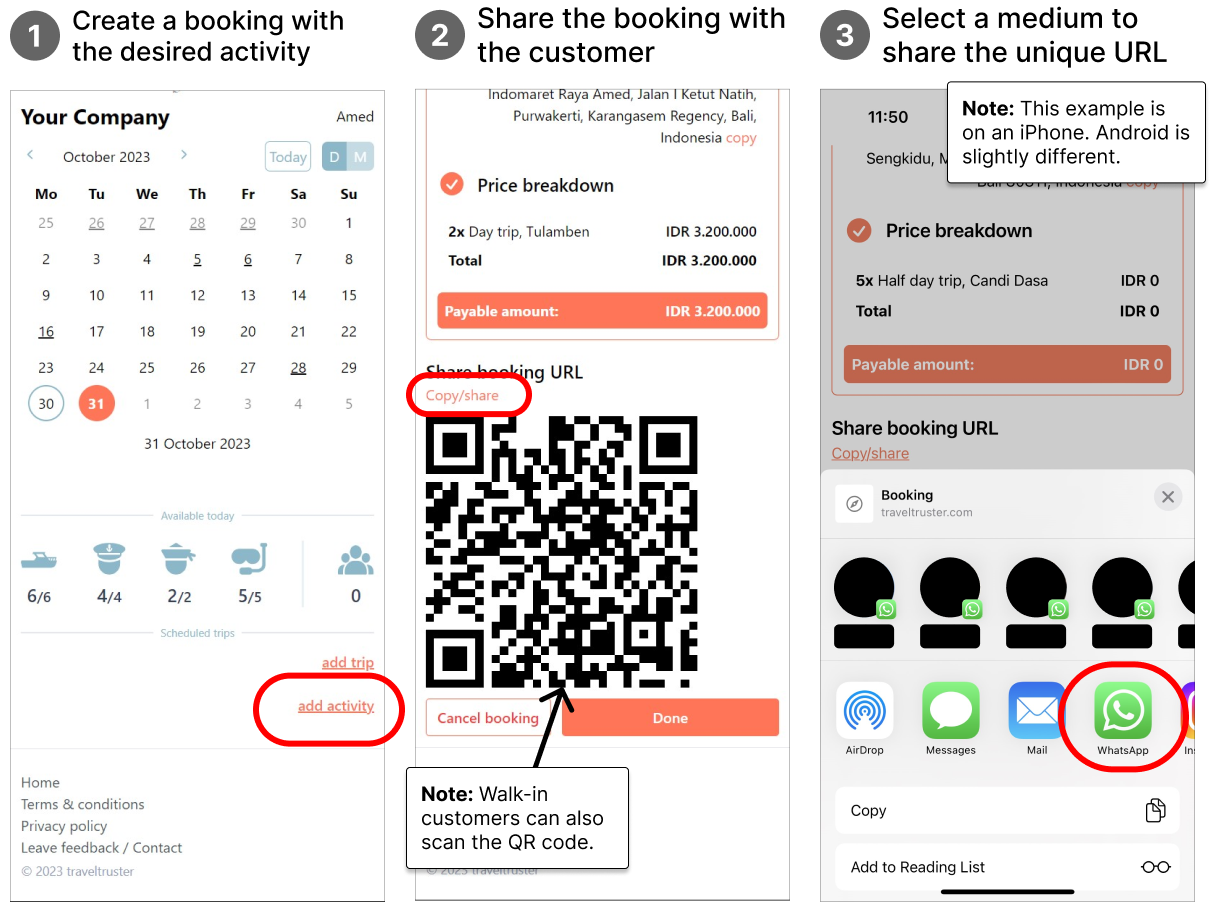 1
Create a booking with
the desired activity
Your Company
Amed
October 2023
Today
D M
Mo Tu We Th Fr Sa Su
25 26 27 28 29 30 1
2 3 4 5 6 7 8
9 10 11 12 13 14 15
16 17 18 19 20 21 22
23 24 25 26 27 28 29
30 31 1 2 3 4 5
31 October 2023
Available today
6/6 4/4 2/2 5/5 0
Scheduled trips
add trip
add activity
Home
Terms & conditions
Privacy policy
Leave feedback / Contact
© 2023 traveltruster
2
Share the booking with
the customer
Indomaret Raya Amed, Jalan I Ketut Natih,
Purwakerti, Karangasem Regency, Bali,
Indonesia copy
Price breakdown
2x Day trip, Tulamben IDR 3.200.000
Total IDR 3.200.000
Payable amount: IDR 3.200.000
Share booking URL
Copy/share
Cancel booking
Done
Note: Walk-in
customers can also
scan the QR code.
© 2023 traveltruster
3
Select a medium to
share the unique URL
Note: This example is
on an iPhone. Android is
slightly different.
11:50
Sengkidu,
Indonesia copy
Price breakdown
5x Half day trip, Candi Dasa IDR 0
Total IDR 0
Payable amount: IDR 0
Share booking URL
Copy/share
Booking
traveltruster.com
AirDrop
Messages
Mail
WhatsApp
Copy
Add to Reading List